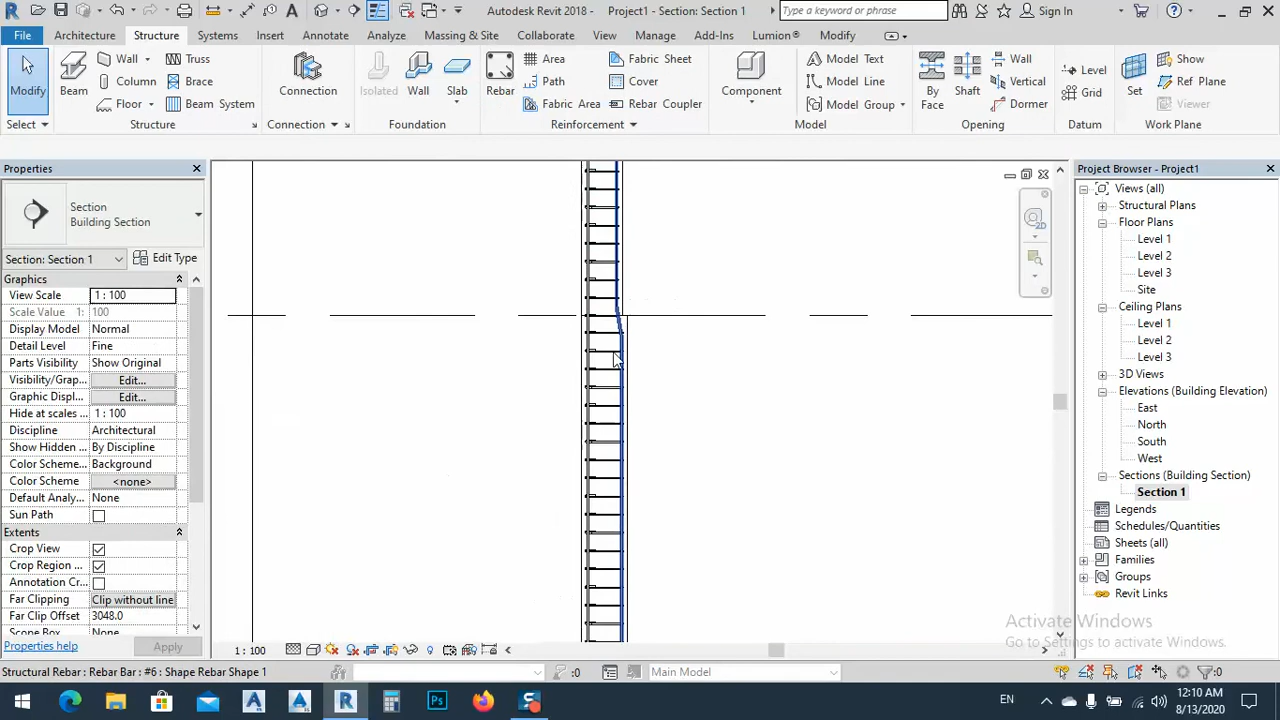 Autodesk Revit 2018 - Project1 - Section: Section 1
Type a keyword or phrase
Sign In
File Architecture Structure Systems Insert Annotate Analyze Massing & Site Collaborate View Manage Add-Ins Lumion® Modify
Modify
Select
Beam
Wall
Column
Floor
Truss
Brace
Beam System
Structure
Connection
Connection
Isolated
Wall
Slab
Foundation
Rebar
Area
Path
Fabric Area
Fabric Sheet
Cover
Rebar Coupler
Reinforcement
Component
Model Text
Model Line
Model Group
Model
By Face
Shaft
Wall
Vertical
Dormer
Opening
Level
Grid
Datum
Set
Show
Ref Plane
Viewer
Work Plane
Properties
Section
Building Section
Section: Section 1
Edit Type
Graphics
View Scale 1 : 100
Scale Value 1: 100
Display Model Normal
Detail Level Fine
Parts Visibility Show Original
Visibility/Grap... Edit...
Graphic Displ... Edit...
Hide at scales ... 1 : 100
Discipline Architectural
Show Hidden ... By Discipline
Color Scheme... Background
Color Scheme <none>
Default Analy... None
Sun Path
Extents
Crop View
Crop Region ...
Annotation Cr...
Far Clipping Clip without line
Far Clip Offset 3048.0
Scope Box None
Properties help
Apply
2D
Project Browser - Project1
Views (all)
Structural Plans
Floor Plans
Level 1
Level 2
Level 3
Site
Ceiling Plans
Level 1
Level 2
Level 3
3D Views
Elevations (Building Elevation)
East
North
South
West
Sections (Building Section)
Section 1
Legends
Schedules/Quantities
Sheets (all)
Families
Groups
Revit Links
Activate Windows
Go to Settings to activate Windows.
1 : 100
Structural Rebar : Rebar Bar : #6 : Shape Rebar Shape 1
:0
Main Model
:0
EN
12:10 AM
8/13/2020